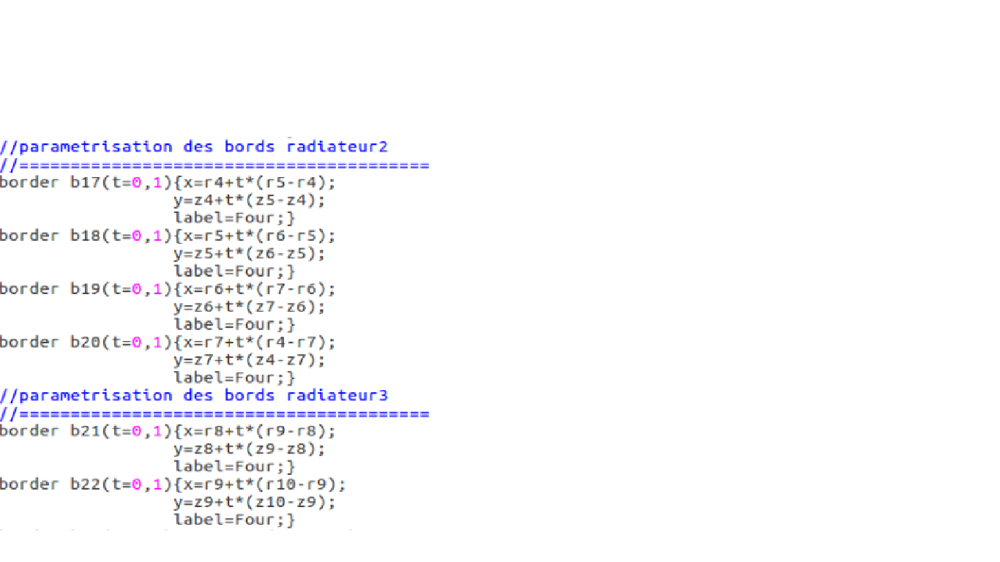 //parametrisation des bords radiateur2
//========================================
border b17(t=0,1){x=r4+t*(r5-r4);
y=z4+t*(z5-z4);
label=Four;}
border b18(t=0,1){x=r5+t*(r6-r5);
y=z5+t*(z6-z5);
label=Four;}
border b19(t=0,1){x=r6+t*(r7-r6);
y=z6+t*(z7-z6);
label=Four;}
border b20(t=0,1){x=r7+t*(r4-r7);
y=z7+t*(z4-z7);
label=Four;}
//parametrisation des bords radiateur3
//========================================
border b21(t=0,1){x=r8+t*(r9-r8);
y=z8+t*(z9-z8);
label=Four;}
border b22(t=0,1){x=r9+t*(r10-r9);
y=z9+t*(z10-z9);
label=Four;}